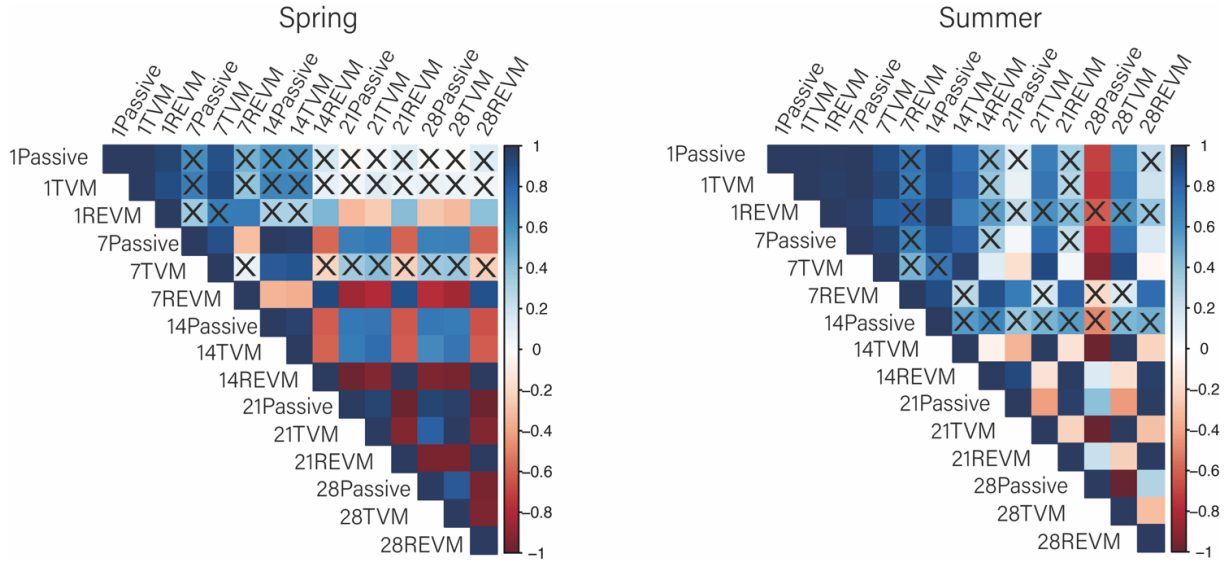 Spring
1Passive
1TVM
1REVM
7Passive
7TVM
7REVM
14Passive
14TVM
14REVM
21Passive
21TVM
21REVM
28Passive
28TVM
28REVM
1Passive
1TVM
1REVM
7Passive
7TVM
7REVM
14Passive
14TVM
14REVM
21Passive
21TVM
21REVM
28Passive
28TVM
28REVM
1
0.8
0.6
0.4
0.2
0
−0.2
−0.4
−0.6
−0.8
−1
Summer
1Passive
1TVM
1REVM
7Passive
7TVM
7REVM
14Passive
14TVM
14REVM
21Passive
21TVM
21REVM
28Passive
28TVM
28REVM
1Passive
1TVM
1REVM
7Passive
7TVM
7REVM
14Passive
14TVM
14REVM
21Passive
21TVM
21REVM
28Passive
28TVM
28REVM
1
0.8
0.6
0.4
0.2
0
−0.2
−0.4
−0.6
−0.8
−1